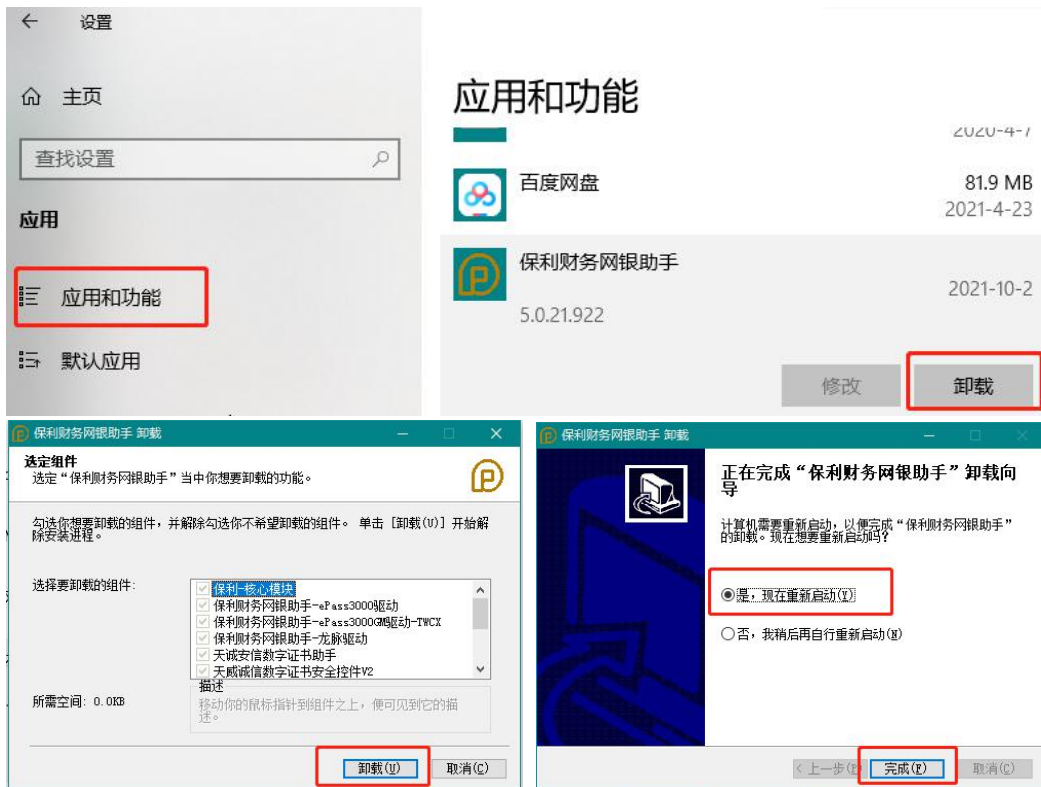 设置
主页
查找设置
应用
应用和功能
默认应用
应用和功能
2020-4-7
百度网盘
81.9 MB
2021-4-23
保利财务网银助手
2021-10-2
5.0.21.922
修改
卸载
保利财务网银助手 卸载
选定组件
选定“保利财务网银助手”当中你想要卸载的功能。
勾选你想要卸载的组件，并解除勾选你不希望卸载的组件。 单击 [卸载(U)] 开始解
除安装进程。
选择要卸载的组件:
保利-核心模块
保利财务网银助手-ePass3000驱动
保利财务网银助手-ePass3000GM驱动-TWCX
保利财务网银助手-龙脉驱动
天诚安信数字证书助手
天威诚信数字证书安全控件V2
描述
移动你的鼠标指针到组件之上，便可见到它的描
述。
所需空间: 0.0KB
卸载(U)
取消(C)
保利财务网银助手 卸载
正在完成“保利财务网银助手”卸载向
导
计算机需要重新启动，以便完成“保利财务网银助手”
的卸载。现在想要重新启动吗?
是，现在重新启动(Y)
否，我稍后再自行重新启动(N)
< 上一步(P)
完成(F)
取消(C)